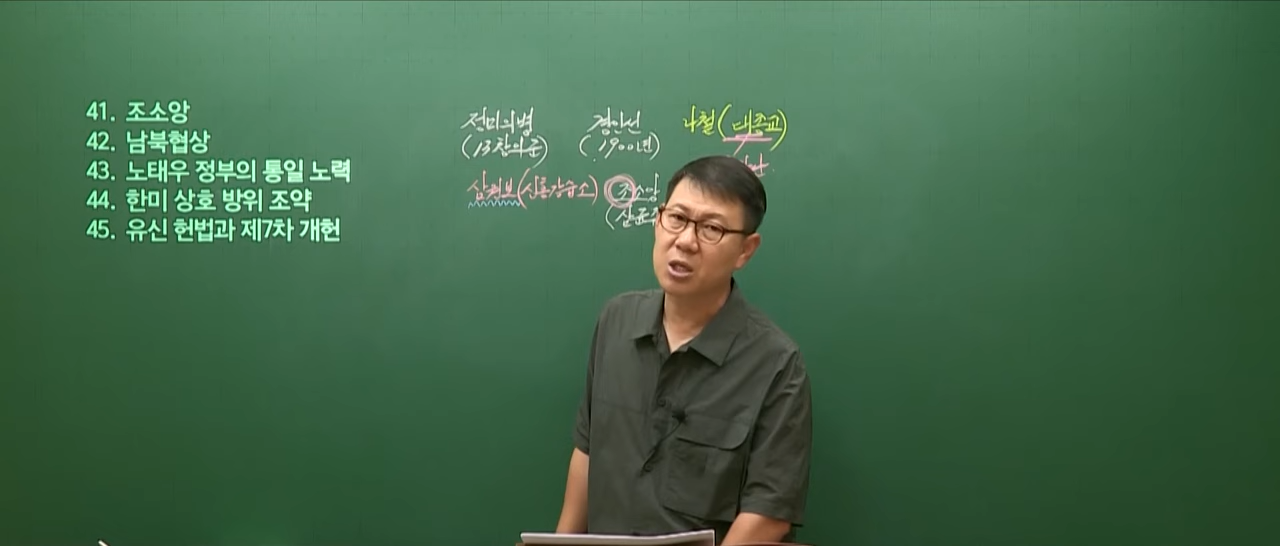 41. 조소앙
42. 남북협상
43. 노태우 정부의 통일 노력
44. 한미 상호 방위 조약
45. 유신 헌법과 제7차 개헌
정미의병 경인선 나철(대종교)
(13창의군) (1900년)
삼원보(신흥강습소) 조소앙
(삼균주